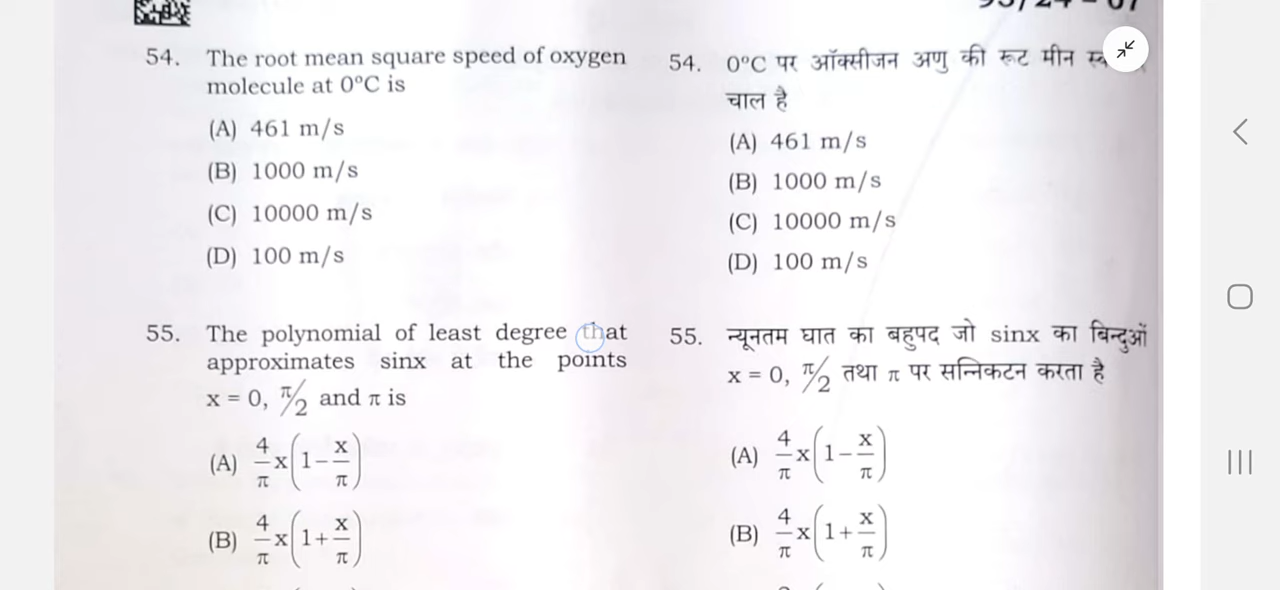 54. The root mean square speed of oxygen
molecule at 0°C is
(A) 461 m/s
(B) 1000 m/s
(C) 10000 m/s
(D) 100 m/s
55. The polynomial of least degree that
approximates sinx at the points
x = 0, π/2 and π is
(A) 4/π x(1 − x/π)
(B) 4/π x(1 + x/π)
54. 0°C पर ऑक्सीजन अणु की रूट मीन
चाल है
(A) 461 m/s
(B) 1000 m/s
(C) 10000 m/s
(D) 100 m/s
55. न्यूनतम घात का बहुपद जो sinx का बिन्दुओं
x = 0, π/2 तथा π पर सन्निकटन करता है
(A) 4/π x(1 − x/π)
(B) 4/π x(1 + x/π)